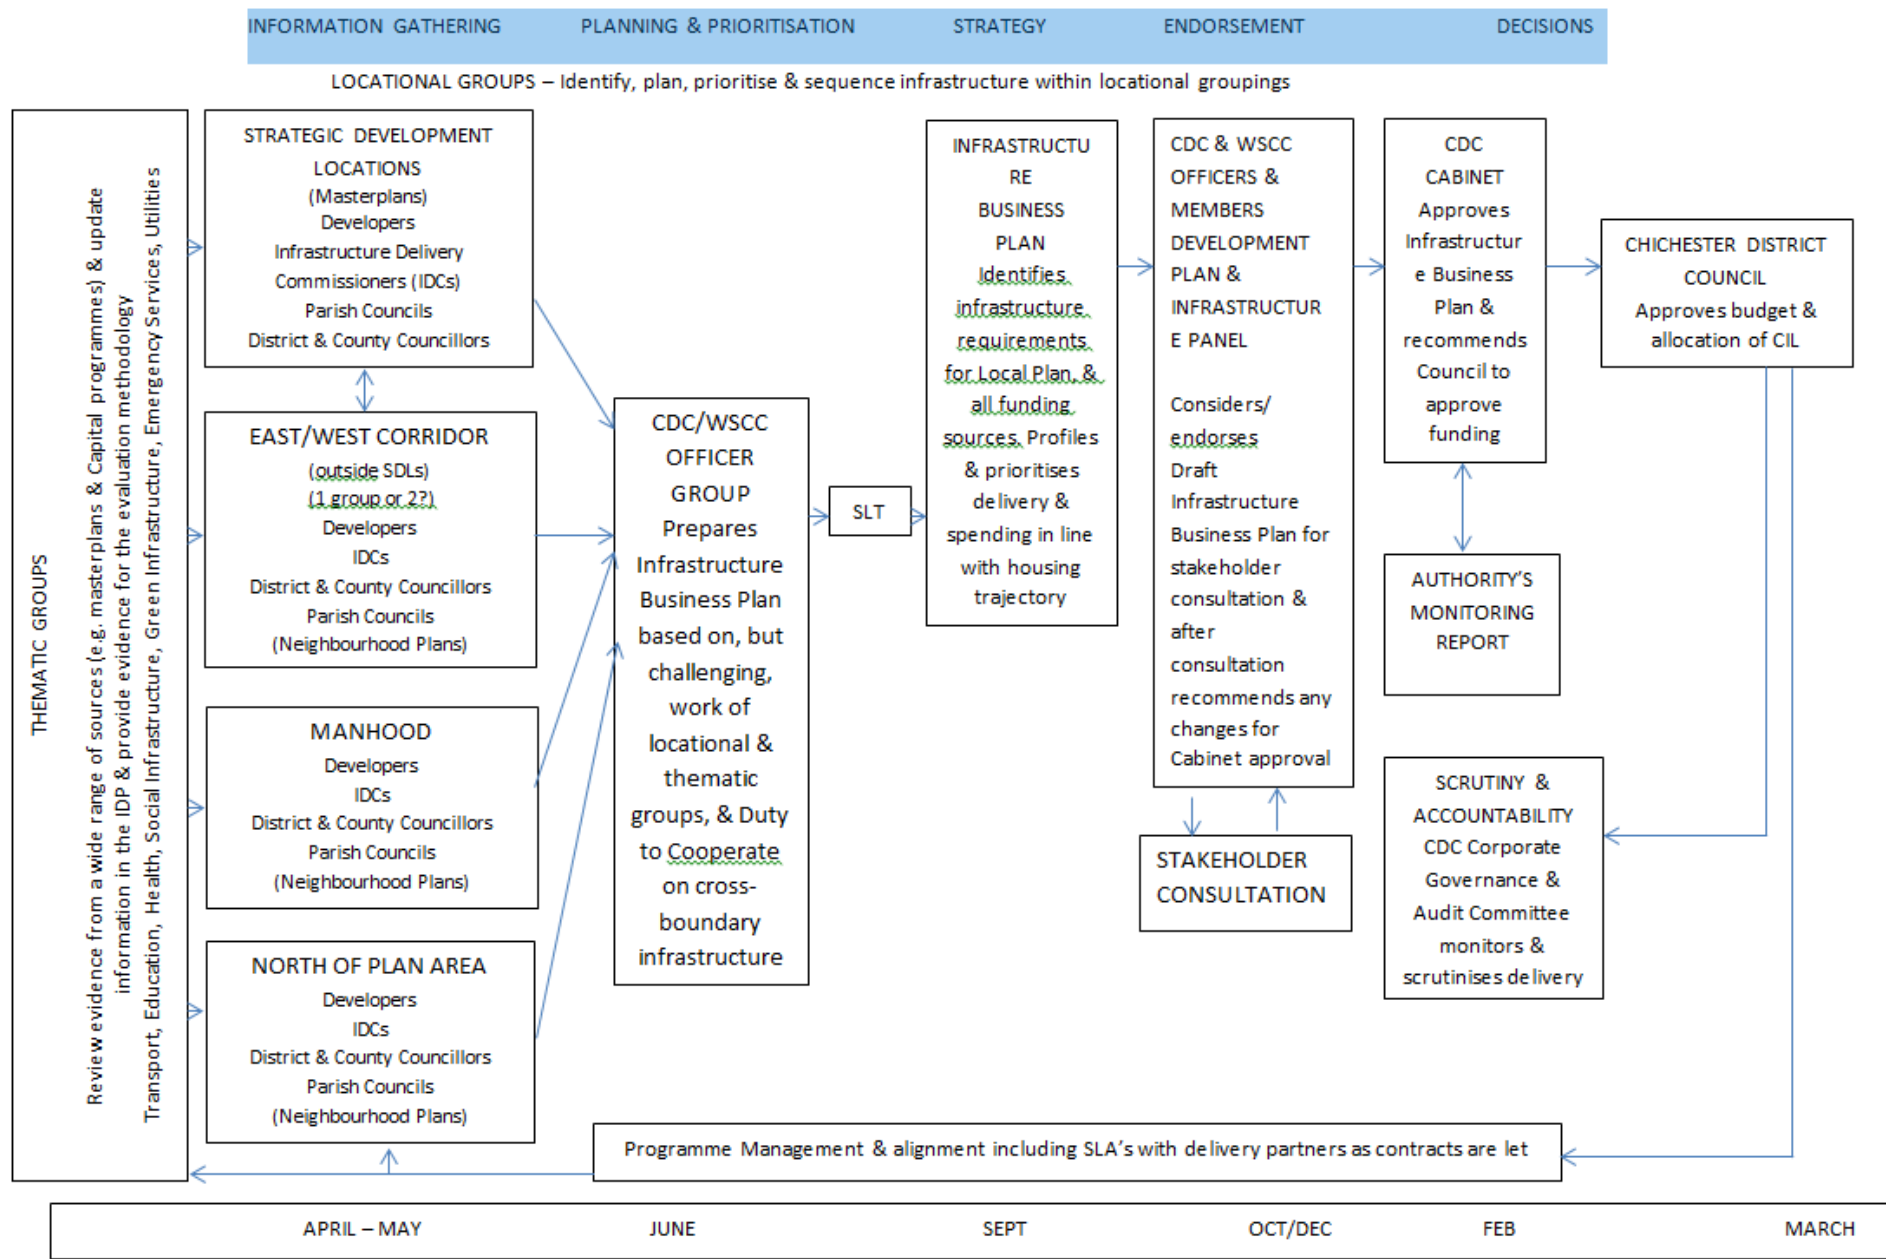 INFORMATION GATHERING PLANNING & PRIORITISATION STRATEGY ENDORSEMENT DECISIONS
LOCATIONAL GROUPS – Identify, plan, prioritise & sequence infrastructure within locational groupings
THEMATIC GROUPS
Review evidence from a wide range of sources (e.g. masterplans & Capital programmes) & update
information in the IDP & provide evidence for the evaluation methodology
Transport, Education, Health, Social Infrastructure, Green Infrastructure, Emergency Services, Utilities
STRATEGIC DEVELOPMENT
LOCATIONS
(Masterplans)
Developers
Infrastructure Delivery
Commissioners (IDCs)
Parish Councils
District & County Councillors
EAST/WEST CORRIDOR
(outside SDLs)
(1 group or 2?)
Developers
IDCs
District & County Councillors
Parish Councils
(Neighbourhood Plans)
MANHOOD
Developers
IDCs
District & County Councillors
Parish Councils
(Neighbourhood Plans)
NORTH OF PLAN AREA
Developers
IDCs
District & County Councillors
Parish Councils
(Neighbourhood Plans)
CDC/WSCC
OFFICER
GROUP
Prepares
Infrastructure
Business Plan
based on, but
challenging,
work of
locational &
thematic
groups, & Duty
to Cooperate
on cross-
boundary
infrastructure
SLT
INFRASTRUCTU
RE
BUSINESS
PLAN
Identifies
infrastructure
requirements
for Local Plan, &
all funding
sources. Profiles
& prioritises
delivery &
spending in line
with housing
trajectory
CDC & WSCC
OFFICERS &
MEMBERS
DEVELOPMENT
PLAN &
INFRASTRUCTUR
E PANEL
Considers/
endorses
Draft
Infrastructure
Business Plan for
stakeholder
consultation &
after
consultation
recommends any
changes for
Cabinet approval
STAKEHOLDER
CONSULTATION
CDC
CABINET
Approves
Infrastructur
e Business
Plan &
recommends
Council to
approve
funding
AUTHORITY'S
MONITORING
REPORT
SCRUTINY &
ACCOUNTABILITY
CDC Corporate
Governance &
Audit Committee
monitors &
scrutinises delivery
CHICHESTER DISTRICT
COUNCIL
Approves budget &
allocation of CIL
Programme Management & alignment including SLA's with delivery partners as contracts are let
APRIL – MAY JUNE SEPT OCT/DEC FEB MARCH